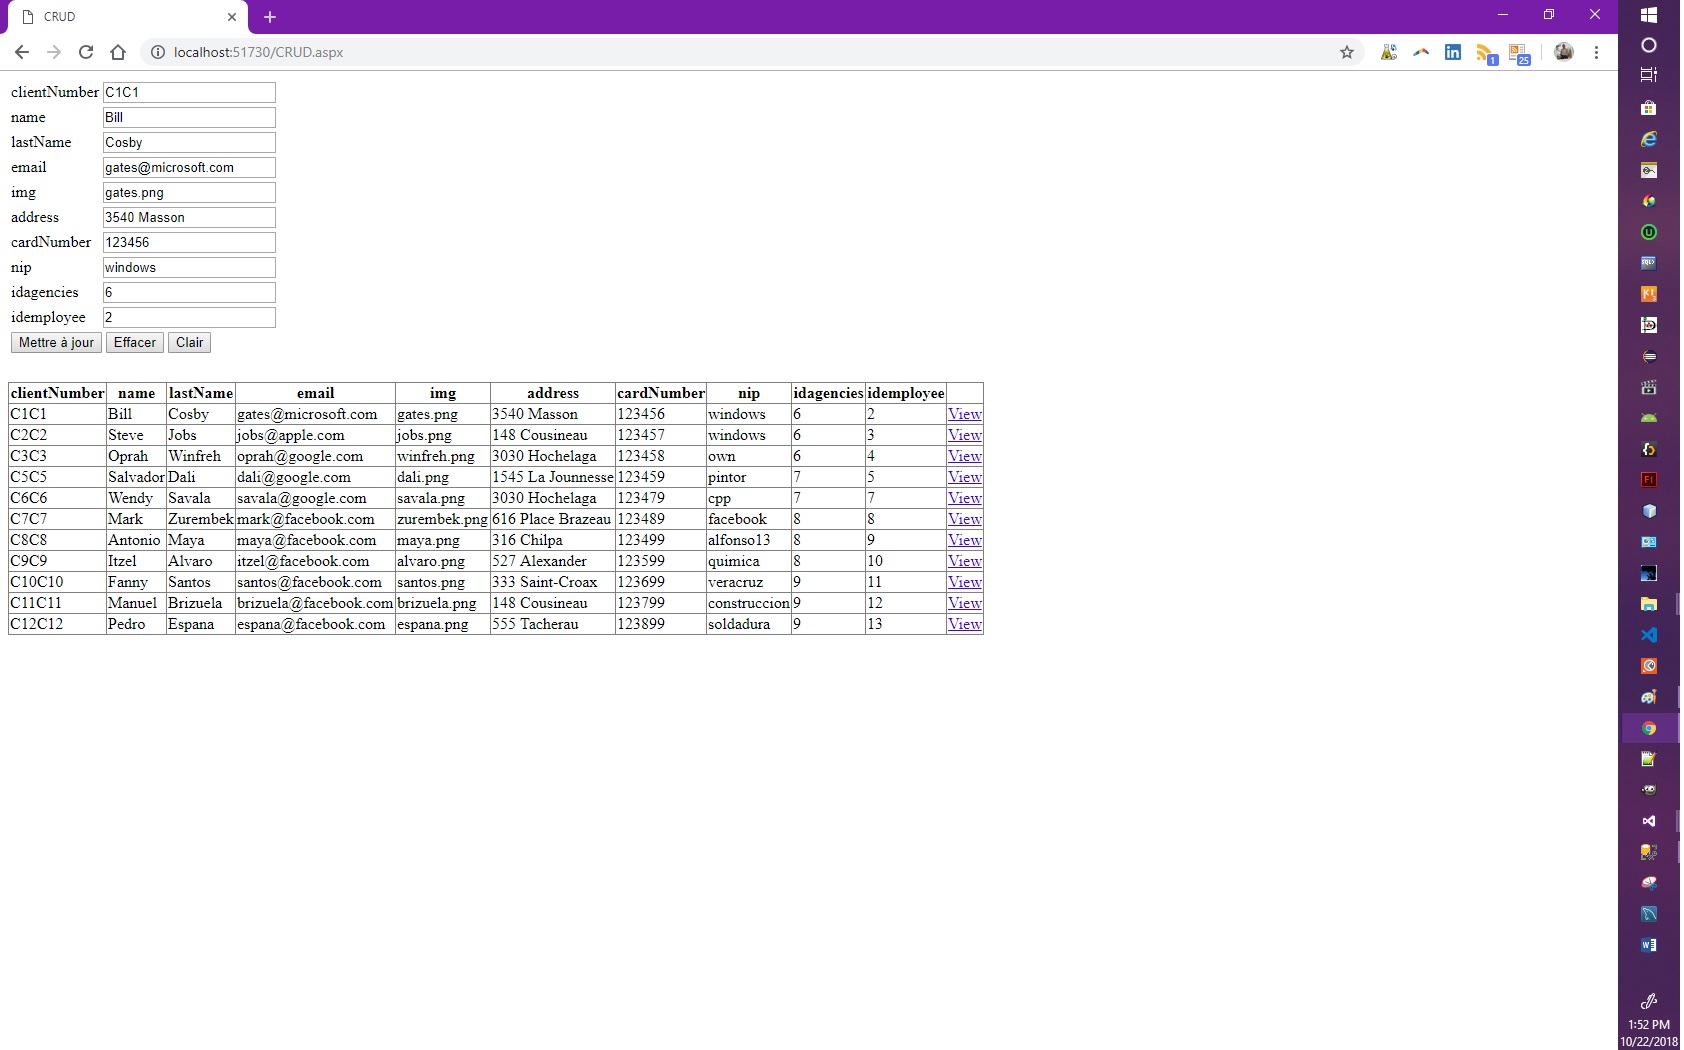 CRUD
localhost:51730/CRUD.aspx
1
25
clientNumber C1C1
name Bill
lastName Cosby
email gates@microsoft.com
img gates.png
address 3540 Masson
cardNumber 123456
nip windows
idagencies 6
idemployee 2
Mettre à jour Effacer Clair
clientNumber name lastName email img address cardNumber nip idagencies idemployee
C1C1 Bill Cosby gates@microsoft.com gates.png 3540 Masson 123456 windows 6 2 View
C2C2 Steve Jobs jobs@apple.com jobs.png 148 Cousineau 123457 windows 6 3 View
C3C3 Oprah Winfreh oprah@google.com winfreh.png 3030 Hochelaga 123458 own 6 4 View
C5C5 Salvador Dali dali@google.com dali.png 1545 La Jounnesse 123459 pintor 7 5 View
C6C6 Wendy Savala savala@google.com savala.png 3030 Hochelaga 123479 cpp 7 7 View
C7C7 Mark Zurembek mark@facebook.com zurembek.png 616 Place Brazeau 123489 facebook 8 8 View
C8C8 Antonio Maya maya@facebook.com maya.png 316 Chilpa 123499 alfonso13 8 9 View
C9C9 Itzel Alvaro itzel@facebook.com alvaro.png 527 Alexander 123599 quimica 8 10 View
C10C10 Fanny Santos santos@facebook.com santos.png 333 Saint-Croax 123699 veracruz 9 11 View
C11C11 Manuel Brizuela brizuela@facebook.com brizuela.png 148 Cousineau 123799 construccion 9 12 View
C12C12 Pedro Espana espana@facebook.com espana.png 555 Tacherau 123899 soldadura 9 13 View
1:52 PM
10/22/2018